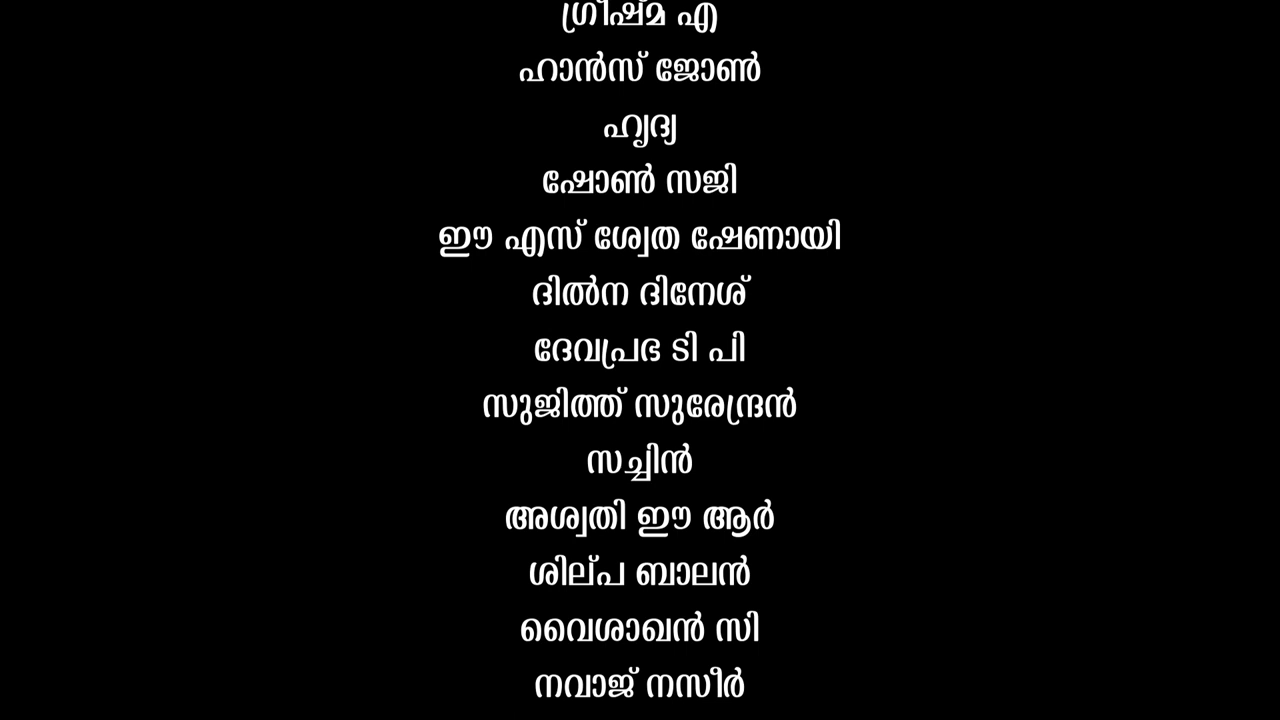 ഗ്രീഷ്മ എ
ഹാൻസ് ജോൺ
ഹൃദ്യ
ഷോൺ സജി
ഈ എസ് ശ്വേത ഷേണായി
ദിൽന ദിനേശ്
ദേവപ്രഭ ടി പി
സുജിത്ത് സുരേന്ദ്രൻ
സച്ചിൻ
അശ്വതി ഈ ആർ
ശില്പ ബാലൻ
വൈശാഖൻ സി
നവാജ് നസീർ